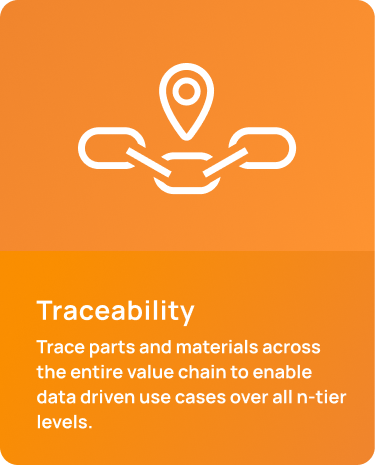 Traceability
Trace parts and materials across
the entire value chain to enable
data driven use cases over all n-tier
levels.